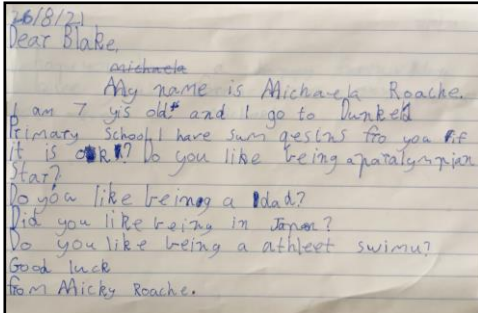 26/8/21
Dear Blake,
michaela
My name is Michaela Roache.
I am 7 yis old and I go to Dunkeld
Primary school I have sum qestns fro you if
it is ok? Do you like being a paralympian
Star?
Do you like being a dad?
Did you like being in Japan?
Do you like being a athleet swimu?
Good luck
from Micky Roache.